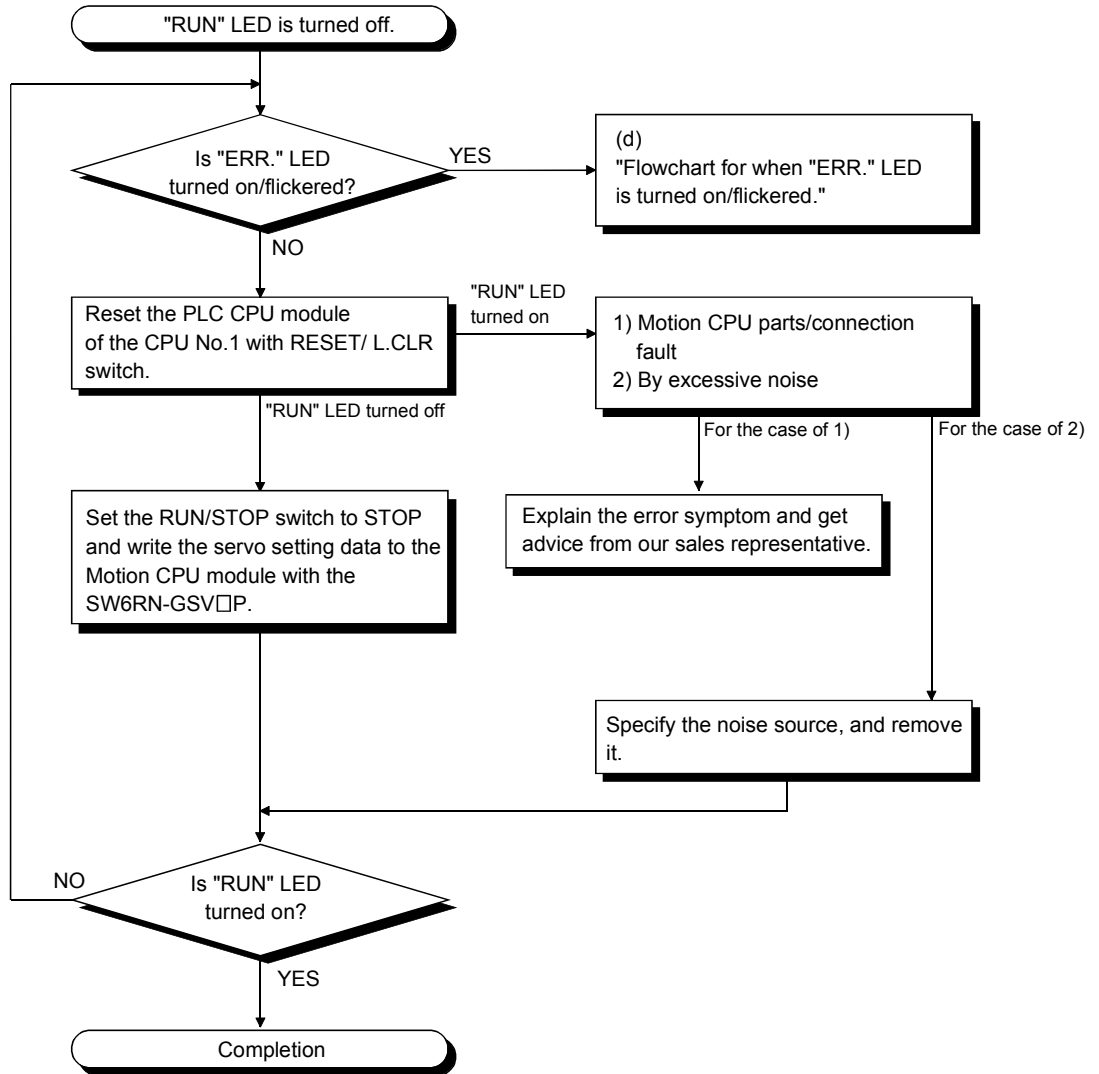 "RUN" LED is turned off.
Is "ERR." LED
turned on/flickered?
YES
(d)
"Flowchart for when "ERR." LED
is turned on/flickered."
NO
Reset the PLC CPU module
of the CPU No.1 with RESET/ L.CLR
switch.
"RUN" LED
turned on
1) Motion CPU parts/connection
fault
2) By excessive noise
"RUN" LED turned off
For the case of 1)
For the case of 2)
Set the RUN/STOP switch to STOP
and write the servo setting data to the
Motion CPU module with the
SW6RN-GSV□P.
Explain the error symptom and get
advice from our sales representative.
Specify the noise source, and remove
it.
NO
Is "RUN" LED
turned on?
YES
Completion